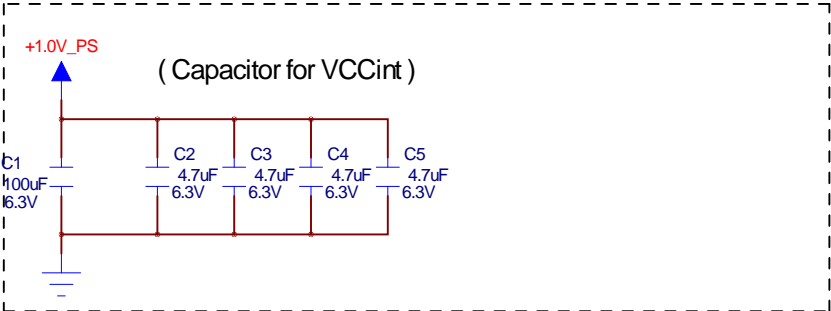 +1.0V_PS
( Capacitor for VCCint )
C1
100uF
6.3V
C2
4.7uF
6.3V
C3
4.7uF
6.3V
C4
4.7uF
6.3V
C5
4.7uF
6.3V